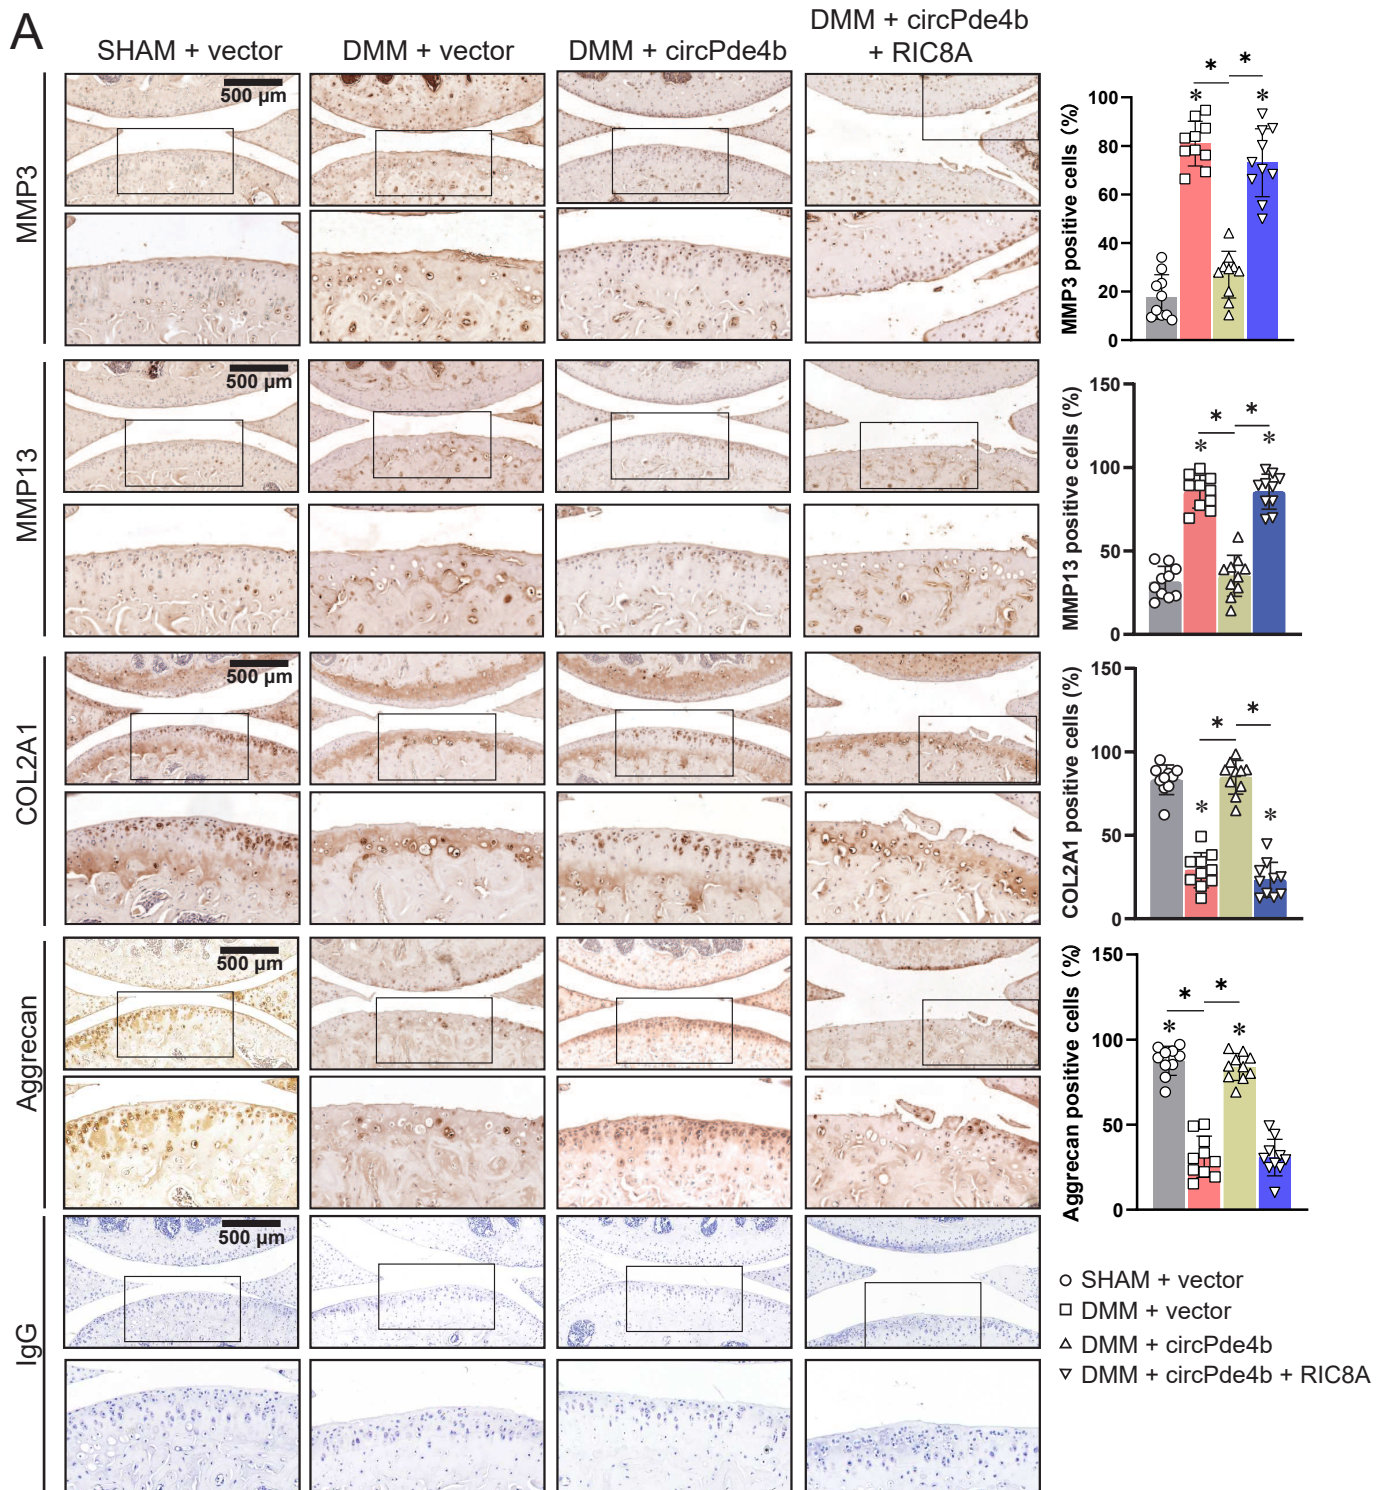 A
SHAM + vector
DMM + vector
DMM + circPde4b
DMM + circPde4b
+ RIC8A
MMP3
500 µm
MMP3 positive cells (%)
100
80
60
40
20
0
* * * *
MMP13
500 µm
MMP13 positive cells (%)
150
100
50
0
* * * *
COL2A1
500 µm
COL2A1 positive cells (%)
150
100
50
0
* * * *
Aggrecan
500 µm
Aggrecan positive cells (%)
150
100
50
0
* * * *
IgG
500 µm
SHAM + vector
DMM + vector
DMM + circPde4b
DMM + circPde4b + RIC8A